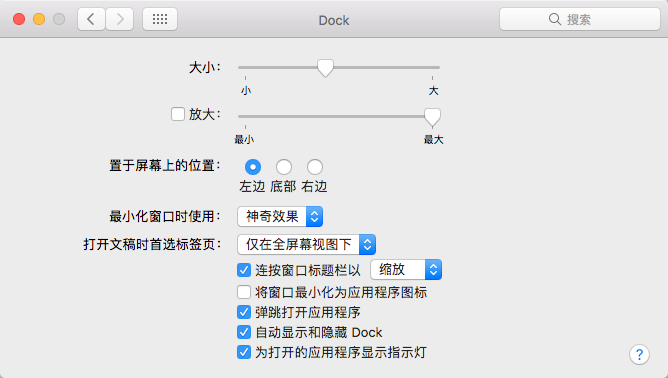 Dock
搜索
大小：
小 大
放大：
最小 最大
置于屏幕上的位置：
左边 底部 右边
最小化窗口时使用： 神奇效果
打开文稿时首选标签页： 仅在全屏幕视图下
连按窗口标题栏以 缩放
将窗口最小化为应用程序图标
弹跳打开应用程序
自动显示和隐藏 Dock
为打开的应用程序显示指示灯
?